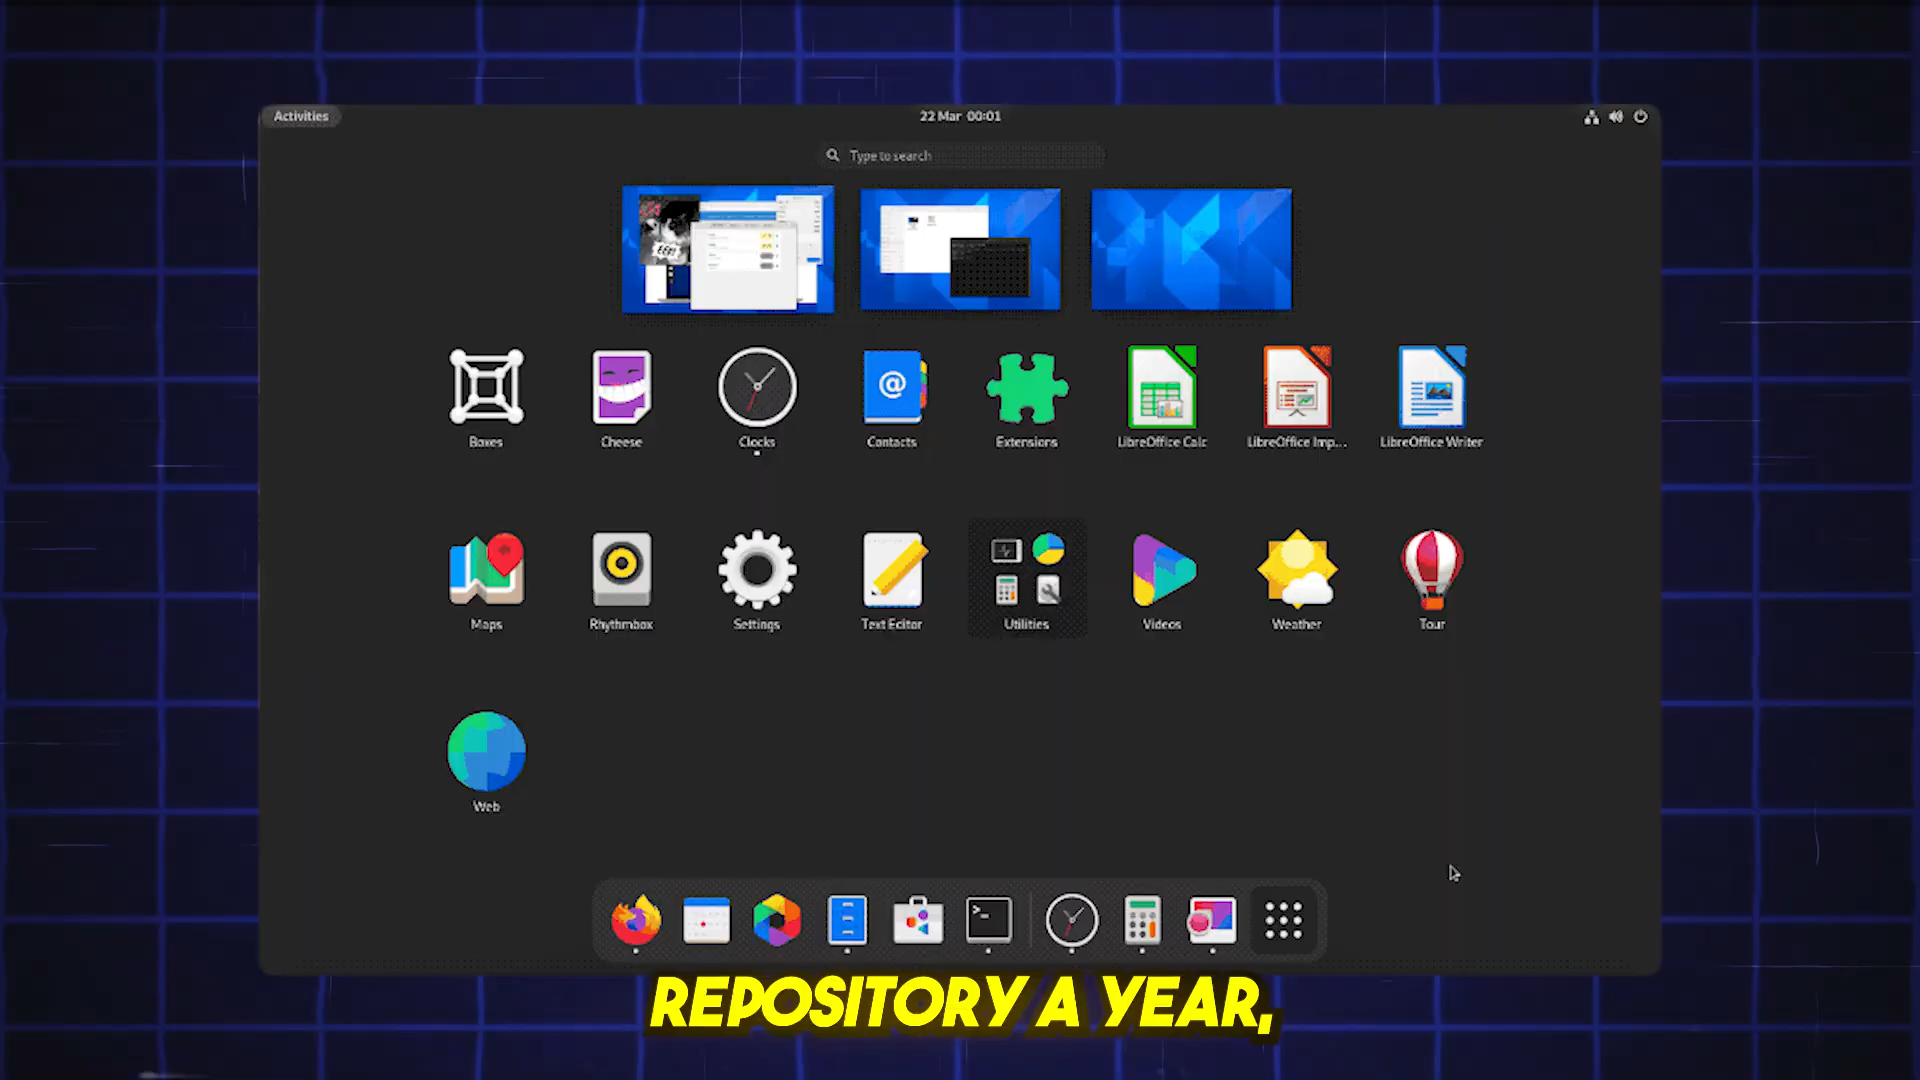 Activities
22 Mar 00:01
Type to search
Boxes
Cheese
Clocks
Contacts
Extensions
LibreOffice Calc
LibreOffice Imp...
LibreOffice Writer
Maps
Rhythmbox
Settings
Text Editor
Utilities
Videos
Weather
Tour
Web
REPOSITORY A YEAR,